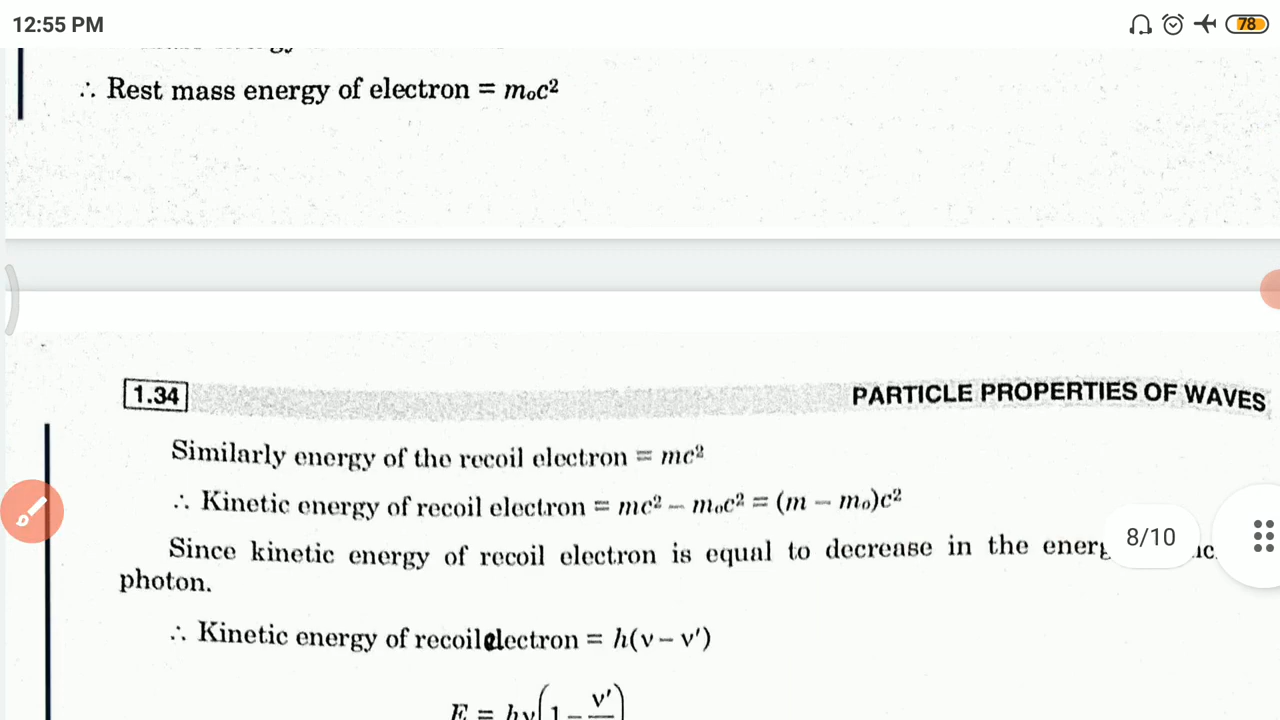 12:55 PM
78
∴ Rest mass energy of electron = m₀c²
1.34
PARTICLE PROPERTIES OF WAVES
Similarly energy of the recoil electron = mc²
∴ Kinetic energy of recoil electron = mc² – m₀c² = (m – m₀)c²
Since kinetic energy of recoil electron is equal to decrease in the
8/10
photon.
∴ Kinetic energy of recoil electron = h(ν – ν′)
E = hν(1 – ν′